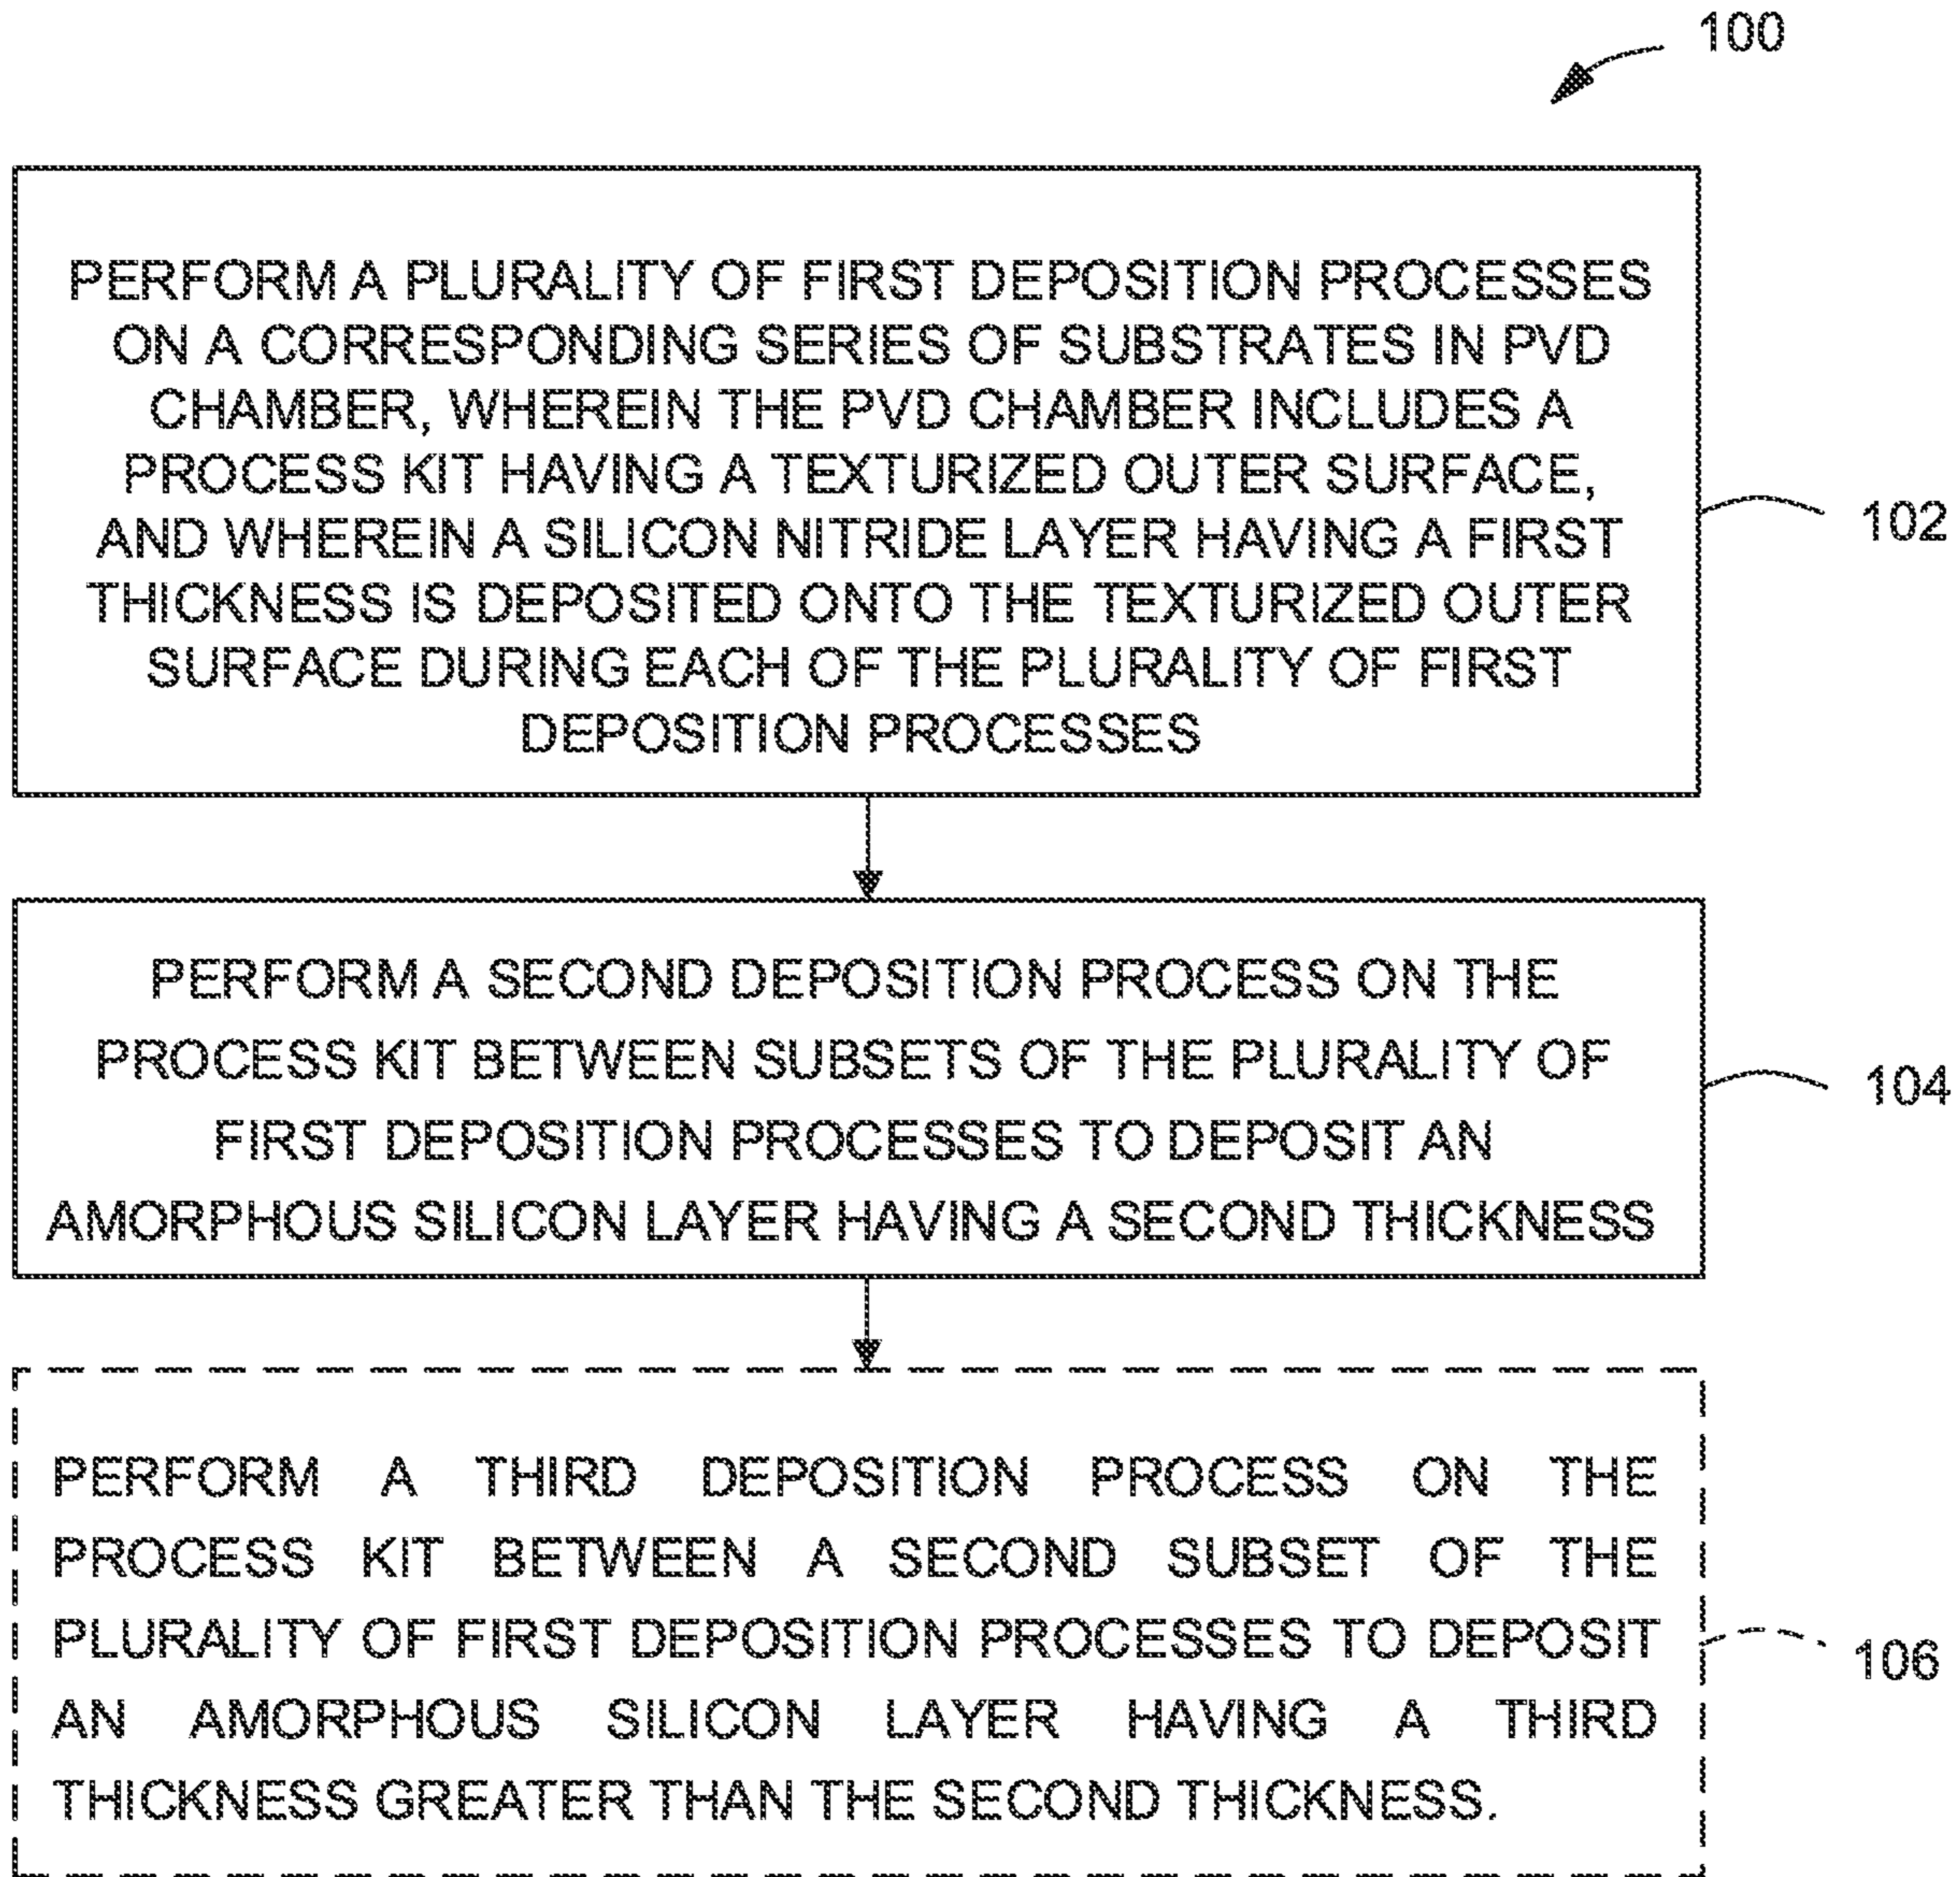 100
PERFORM A PLURALITY OF FIRST DEPOSITION PROCESSES
ON A CORRESPONDING SERIES OF SUBSTRATES IN PVD
CHAMBER, WHEREIN THE PVD CHAMBER INCLUDES A
PROCESS KIT HAVING A TEXTURIZED OUTER SURFACE,
AND WHEREIN A SILICON NITRIDE LAYER HAVING A FIRST
THICKNESS IS DEPOSITED ONTO THE TEXTURIZED OUTER
SURFACE DURING EACH OF THE PLURALITY OF FIRST
DEPOSITION PROCESSES
102
PERFORM A SECOND DEPOSITION PROCESS ON THE
PROCESS KIT BETWEEN SUBSETS OF THE PLURALITY OF
FIRST DEPOSITION PROCESSES TO DEPOSIT AN
AMORPHOUS SILICON LAYER HAVING A SECOND THICKNESS
104
PERFORM A THIRD DEPOSITION PROCESS ON THE
PROCESS KIT BETWEEN A SECOND SUBSET OF THE
PLURALITY OF FIRST DEPOSITION PROCESSES TO DEPOSIT
AN AMORPHOUS SILICON LAYER HAVING A THIRD
THICKNESS GREATER THAN THE SECOND THICKNESS.
106